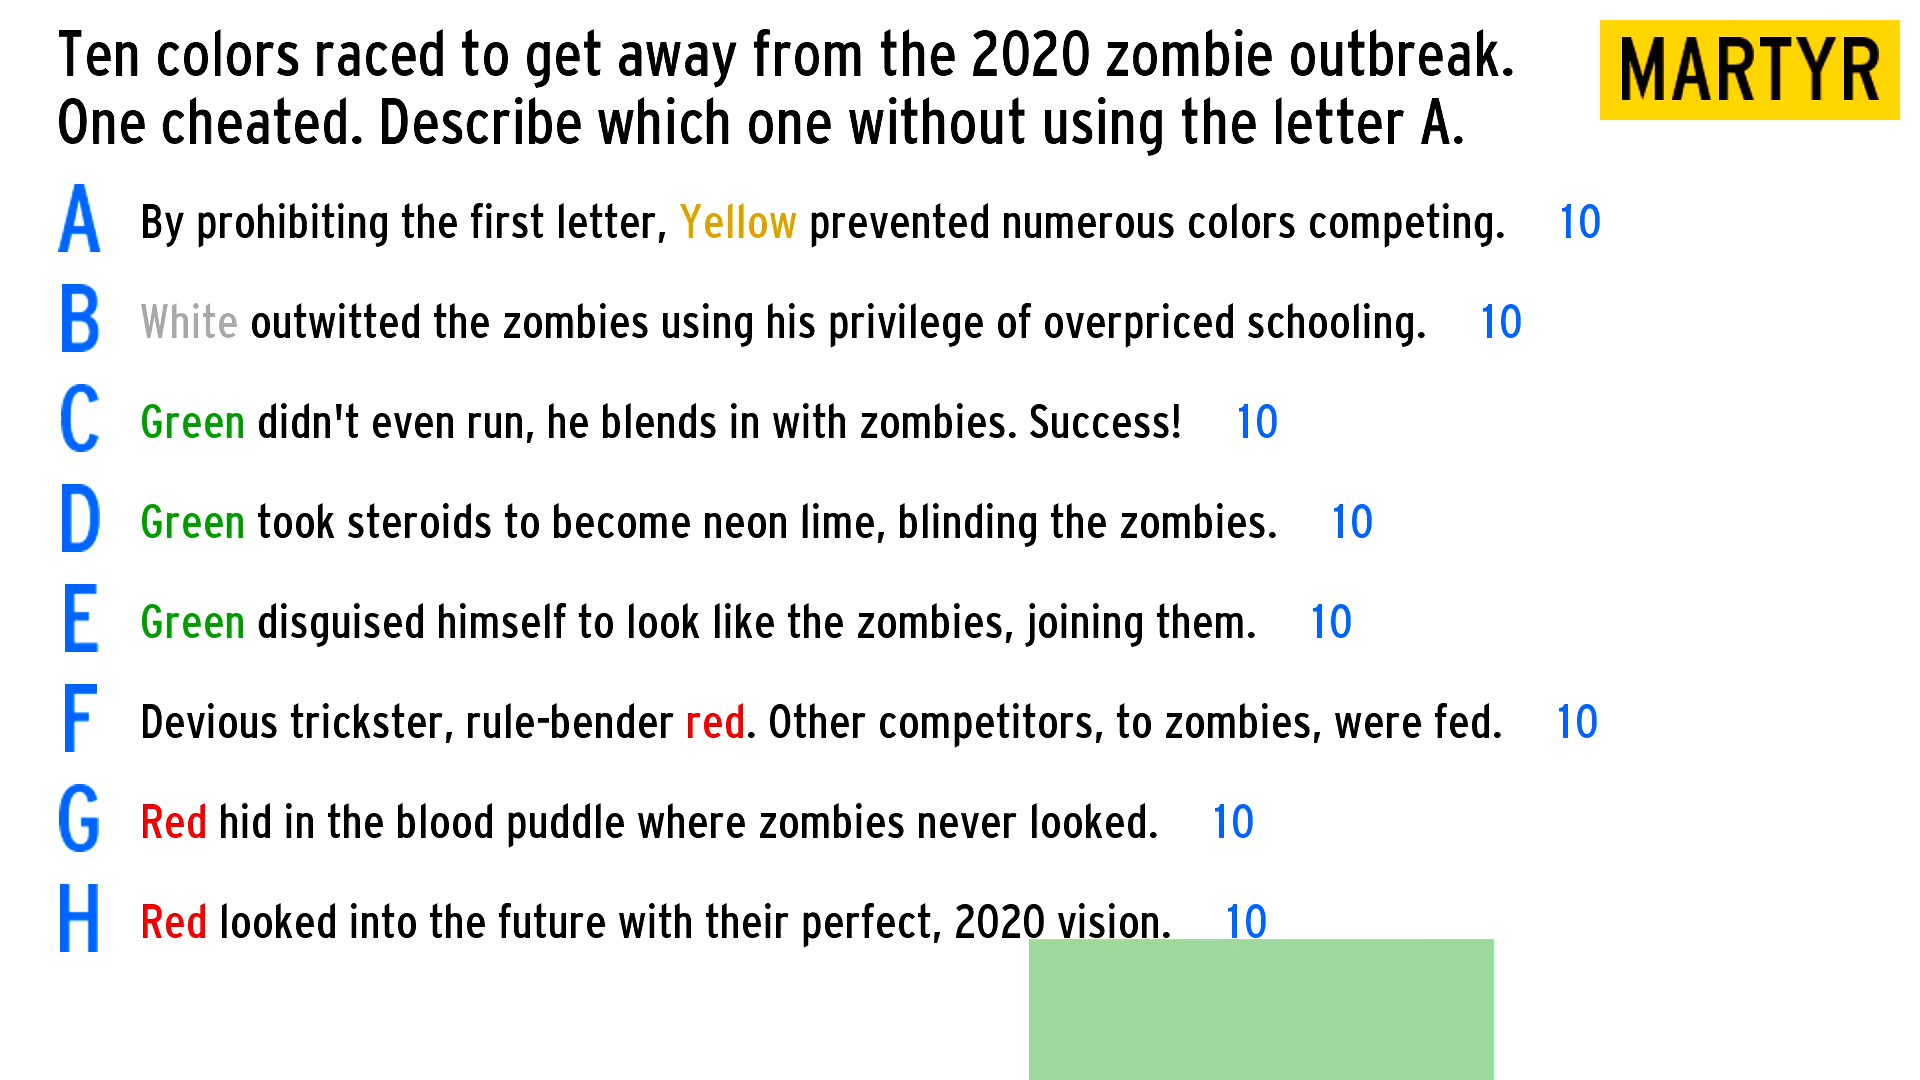 Ten colors raced to get away from the 2020 zombie outbreak.
One cheated. Describe which one without using the letter A.
MARTYR
A By prohibiting the first letter, Yellow prevented numerous colors competing. 10
B White outwitted the zombies using his privilege of overpriced schooling. 10
C Green didn't even run, he blends in with zombies. Success! 10
D Green took steroids to become neon lime, blinding the zombies. 10
E Green disguised himself to look like the zombies, joining them. 10
F Devious trickster, rule-bender red. Other competitors, to zombies, were fed. 10
G Red hid in the blood puddle where zombies never looked. 10
H Red looked into the future with their perfect, 2020 vision. 10